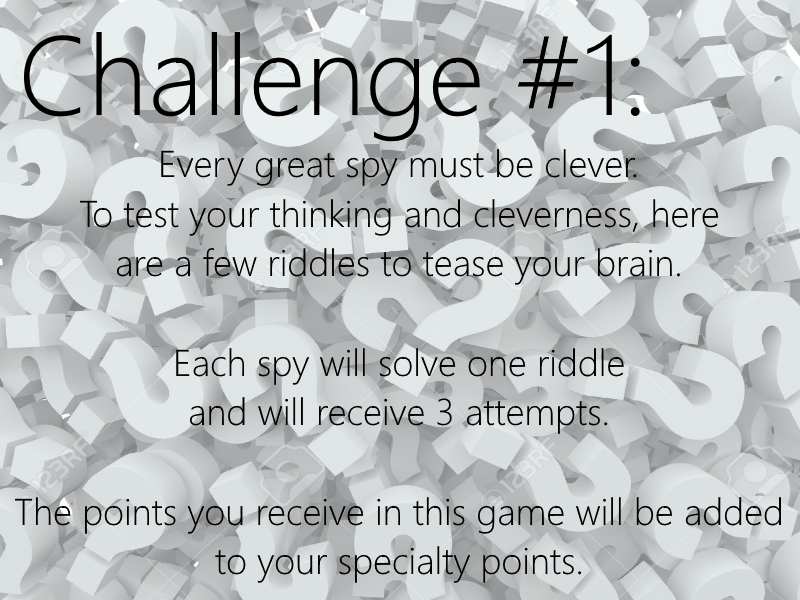 Challenge #1:
Every great spy must be clever.
To test your thinking and cleverness, here
are a few riddles to tease your brain.
Each spy will solve one riddle
and will receive 3 attempts.
The points you receive in this game will be added
to your specialty points.